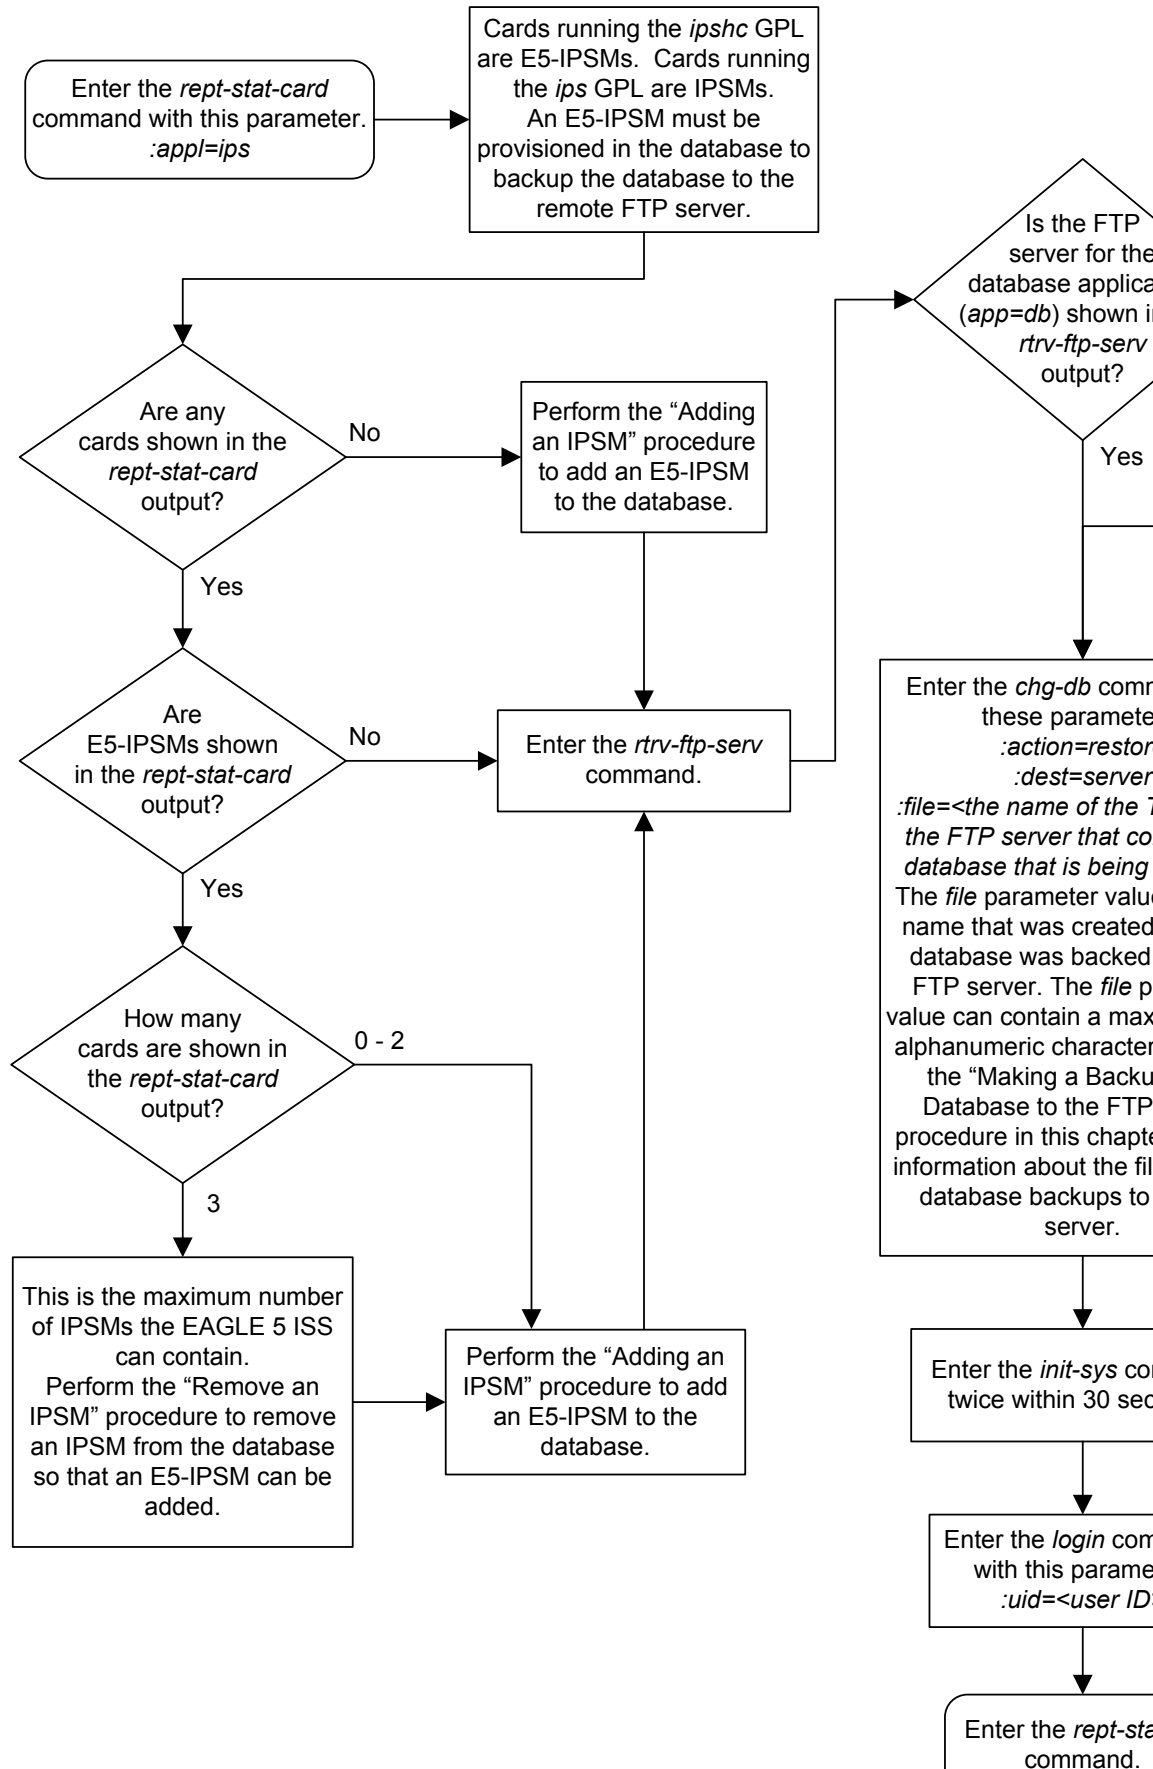 Enter the rept-stat-card
command with this parameter.
:appl=ips
Cards running the ipshc GPL
are E5-IPSMs. Cards running
the ips GPL are IPSMs.
An E5-IPSM must be
provisioned in the database to
backup the database to the
remote FTP server.
Are any
cards shown in the
rept-stat-card
output?
No
Yes
Perform the “Adding
an IPSM” procedure
to add an E5-IPSM
to the database.
Are
E5-IPSMs shown
in the rept-stat-card
output?
No
Yes
Enter the rtrv-ftp-serv
command.
How many
cards are shown in
the rept-stat-card
output?
0 - 2
3
This is the maximum number
of IPSMs the EAGLE 5 ISS
can contain.
Perform the “Remove an
IPSM” procedure to remove
an IPSM from the database
so that an E5-IPSM can be
added.
Perform the “Adding an
IPSM” procedure to add
an E5-IPSM to the
database.
Is the FTP
server for the
database applica
(app=db) shown i
rtrv-ftp-serv
output?
Yes
Enter the chg-db com
these paramete
:action=restor
:dest=server
:file=<the name of the
the FTP server that co
database that is being
The file parameter value
name that was created
database was backed
FTP server. The file p
value can contain a max
alphanumeric character
the “Making a Backu
Database to the FTP
procedure in this chapte
information about the fil
database backups to
server.
Enter the init-sys co
twice within 30 sec
Enter the login com
with this parame
:uid=<user ID
Enter the rept-sta
command.